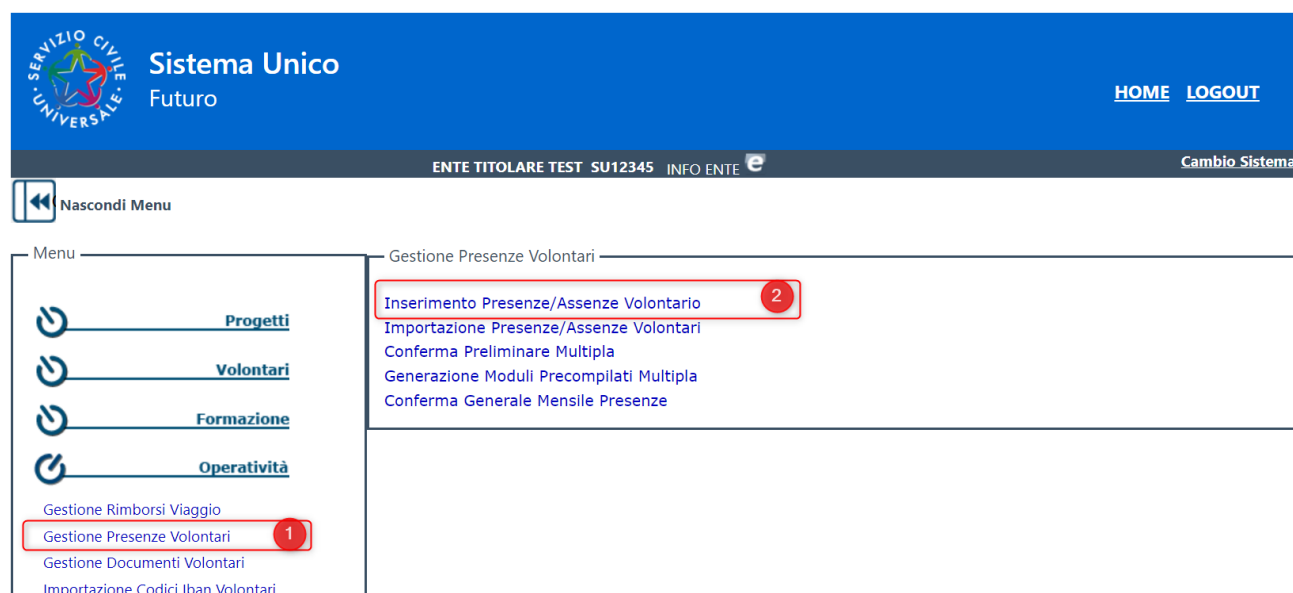 SERVIZIO CIVILE UNIVERSALE
Sistema Unico
Futuro
HOME LOGOUT
ENTE TITOLARE TEST SU12345 INFO ENTE e
Cambio Sistema
Nascondi Menu
Menu
Progetti
Volontari
Formazione
Operatività
Gestione Rimborsi Viaggio
Gestione Presenze Volontari 1
Gestione Documenti Volontari
Importazione Codici Iban Volontari
Gestione Presenze Volontari
Inserimento Presenze/Assenze Volontario 2
Importazione Presenze/Assenze Volontari
Conferma Preliminare Multipla
Generazione Moduli Precompilati Multipla
Conferma Generale Mensile Presenze